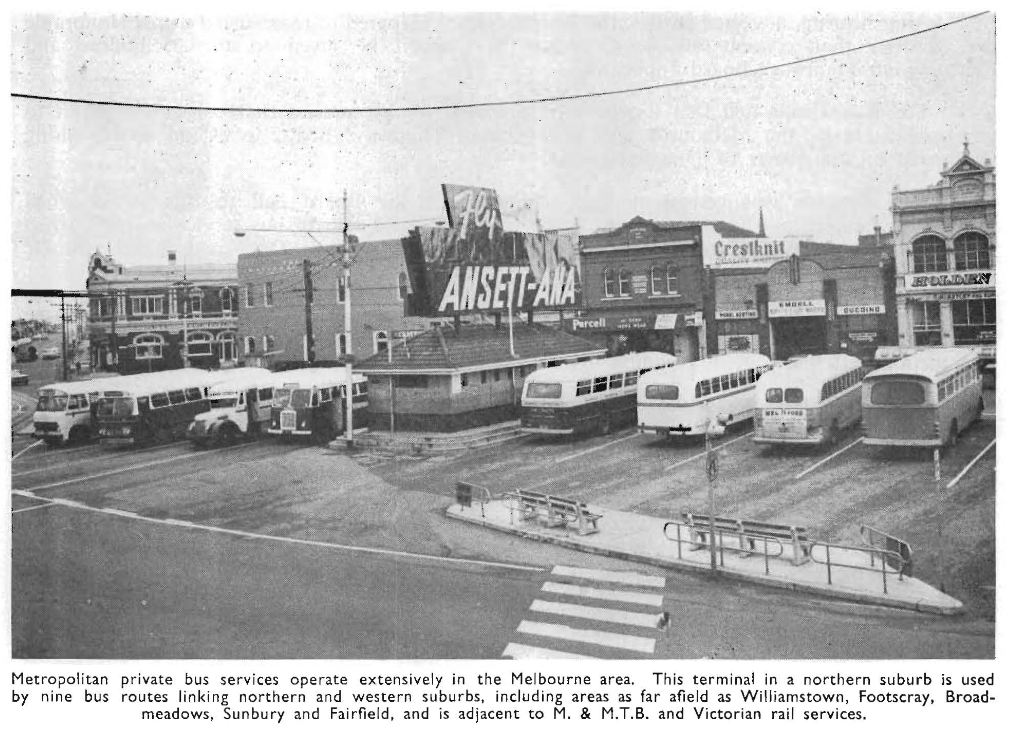 Fly
ANSETT-ANA
Crestknit
Purcell
HOLDEN
Metropolitan private bus services operate extensively in the Melbourne area. This terminal in a northern suburb is used
by nine bus routes linking northern and western suburbs, including areas as far afield as Williamstown, Footscray, Broad-
meadows, Sunbury and Fairfield, and is adjacent to M. & M.T.B. and Victorian rail services.